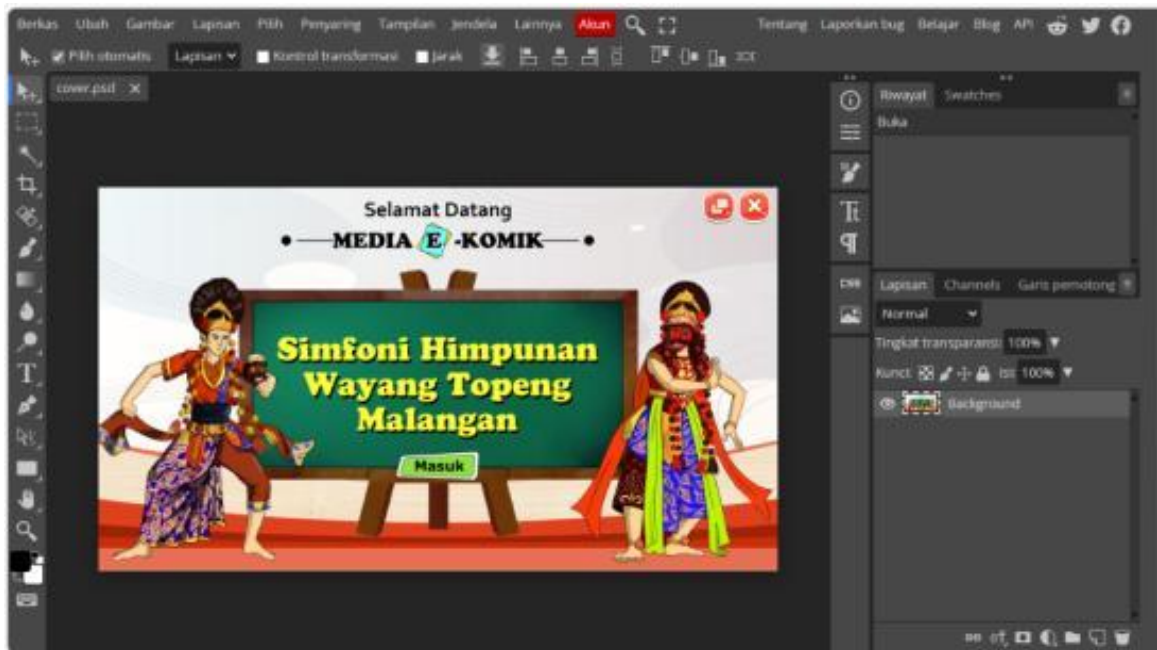 Berkas Ubah Gambar Lapisan Pilih Penyaring Tampilan Jendela Lainnya Akun Tentang Laporkan bug Belajar Blog API
Pilih otomatis Lapisan Kontrol transformasi Jarak
cover.psd
Riwayat Swatches
Buka
Selamat Datang
MEDIA E -KOMIK
Simfoni Himpunan
Wayang Topeng
Malangan
Masuk
CSS
Lapisan Channels Garis pemotong
Normal
Tingkat transparansi: 100%
Kunci: Isi: 100%
Background